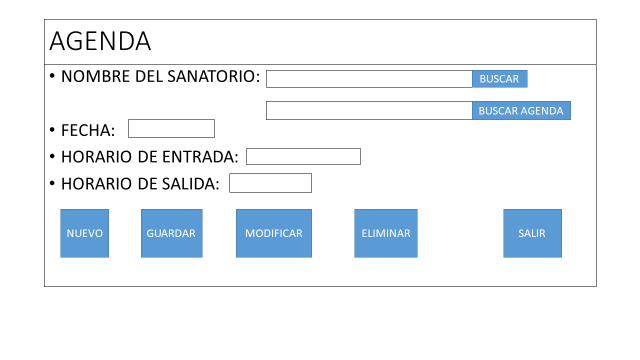 AGENDA
• NOMBRE DEL SANATORIO: BUSCAR
BUSCAR AGENDA
• FECHA:
• HORARIO DE ENTRADA:
• HORARIO DE SALIDA:
NUEVO GUARDAR MODIFICAR ELIMINAR SALIR